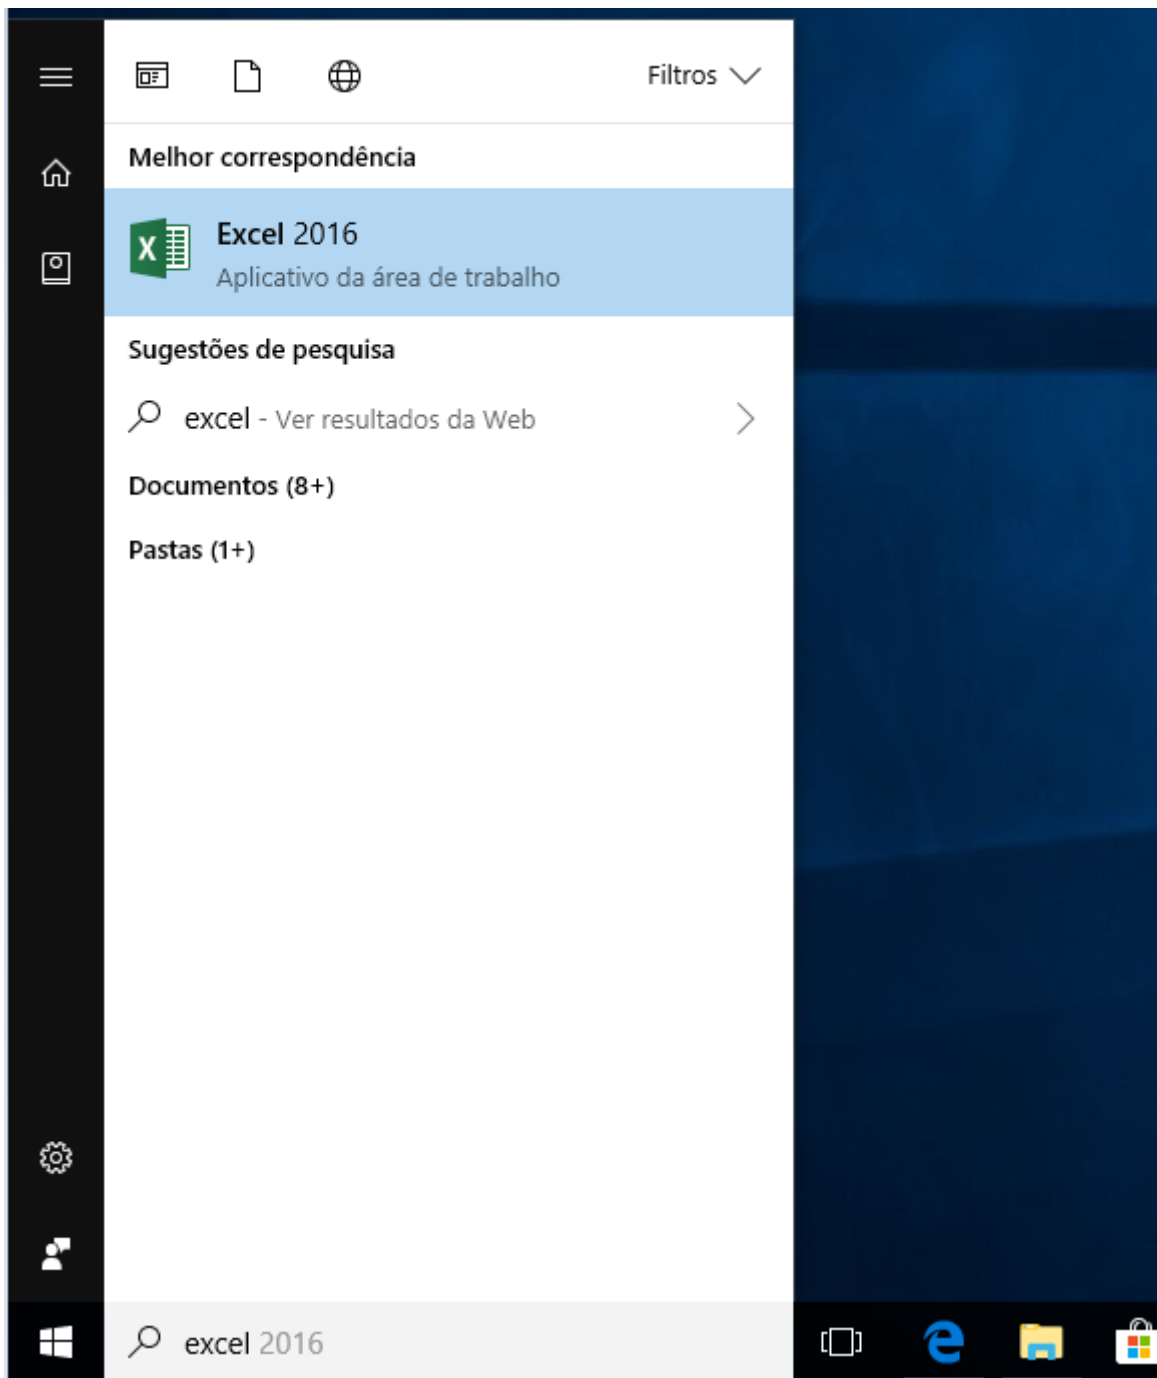 Filtros
Melhor correspondência
Excel 2016
Aplicativo da área de trabalho
Sugestões de pesquisa
excel - Ver resultados da Web
Documentos (8+)
Pastas (1+)
excel 2016